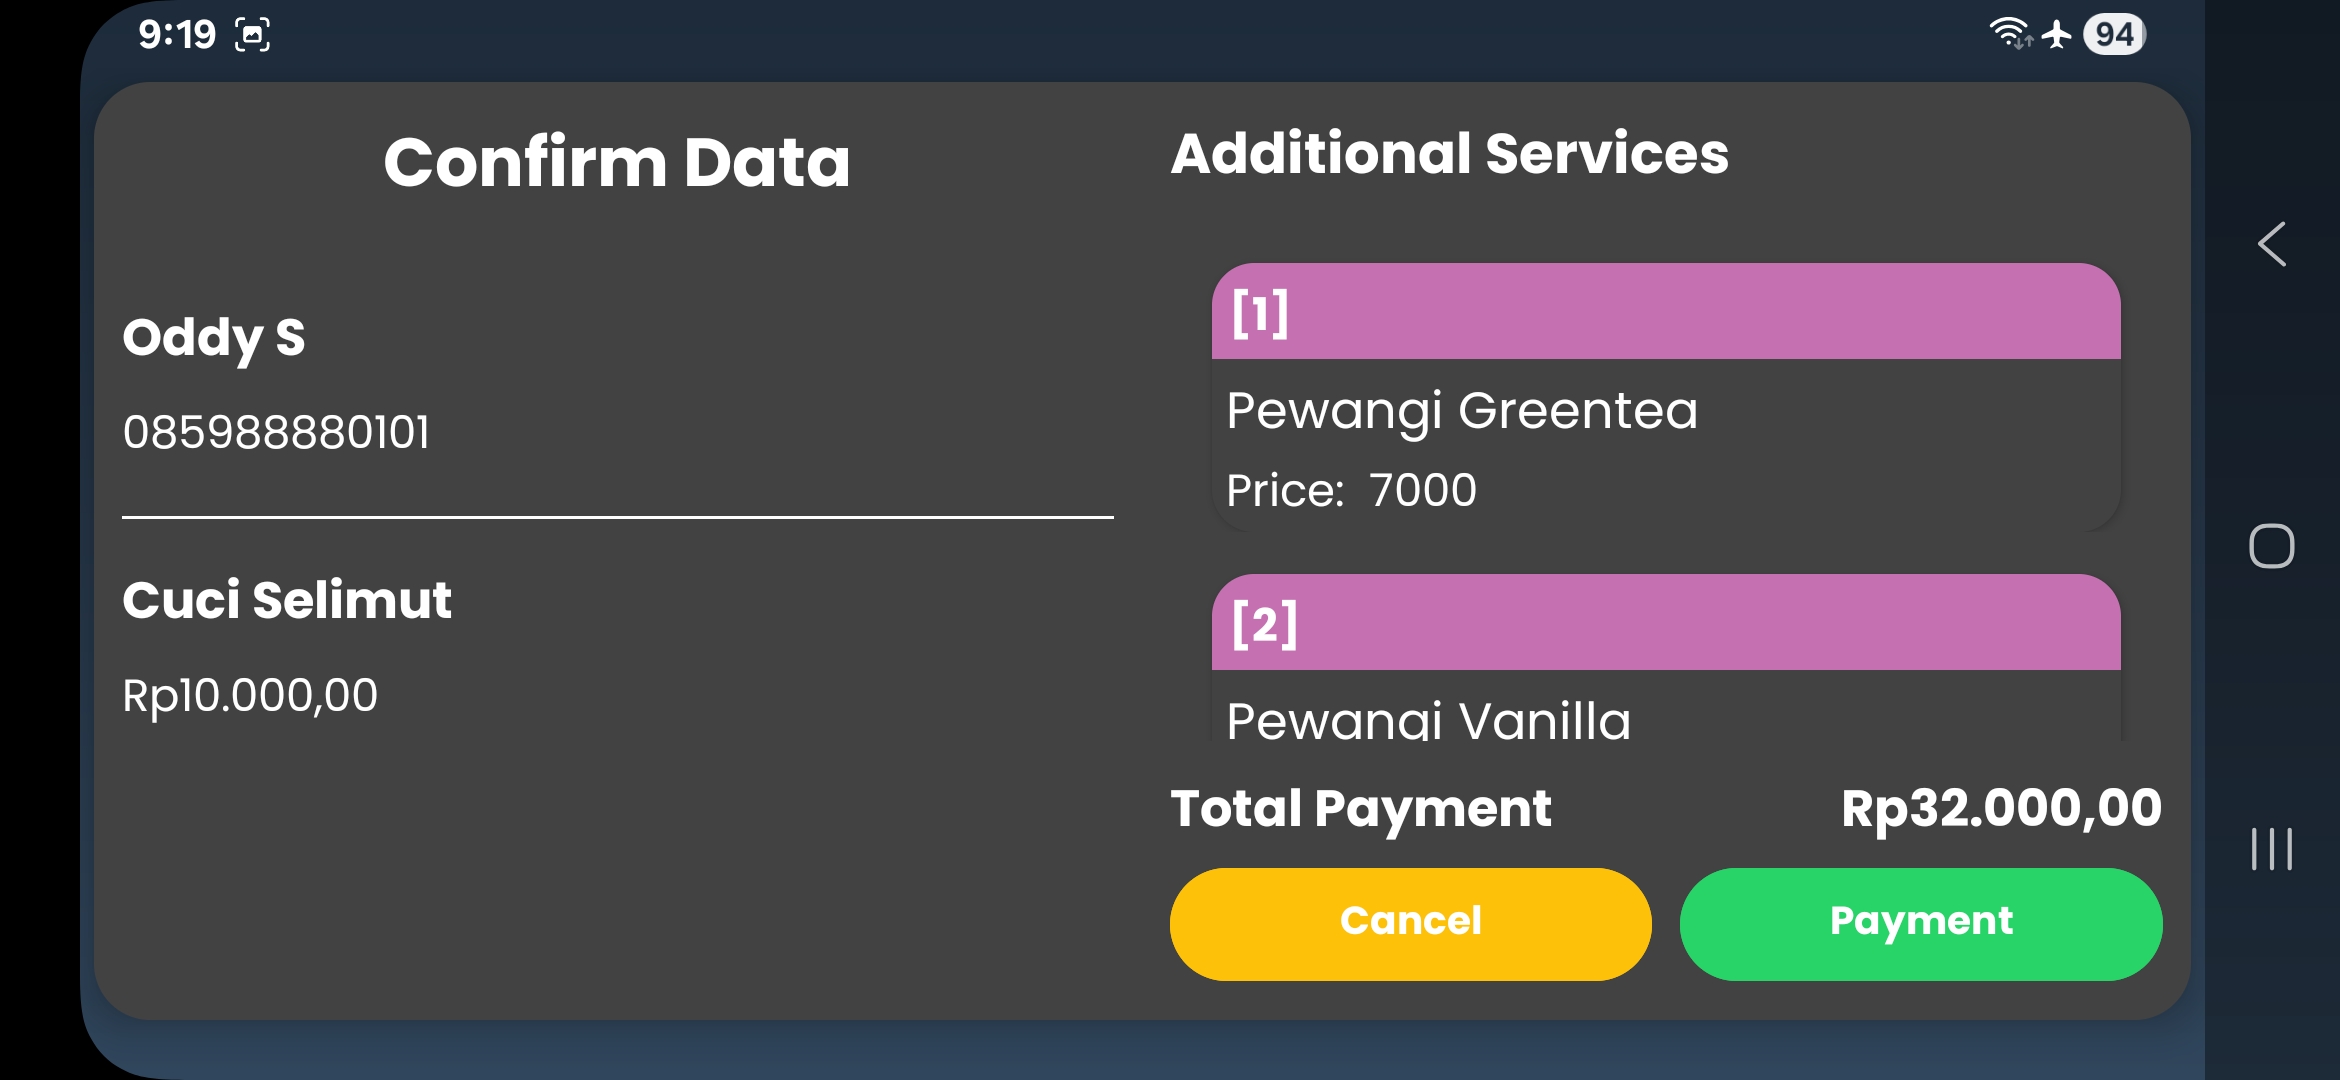 9:19
94
Confirm Data
Oddy S
085988880101
Cuci Selimut
Rp10.000,00
Additional Services
[1]
Pewangi Greentea
Price: 7000
[2]
Pewangi Vanilla
Total Payment Rp32.000,00
Cancel Payment